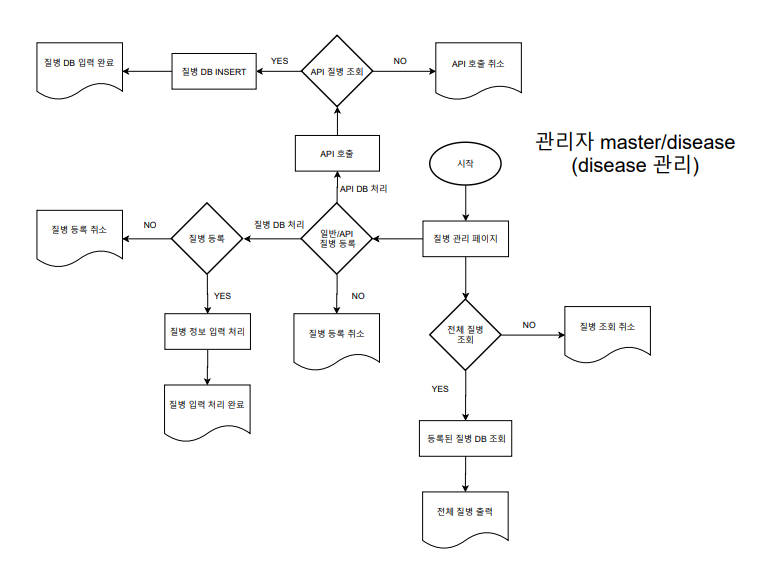 질병 DB 입력 완료
질병 DB INSERT
YES
API 질병 조회
NO
API 호출 취소
관리자 master/disease
(disease 관리)
API 호출
시작
API DB 처리
질병 등록 취소
NO
질병 등록
질병 DB 처리
일반/API
질병 등록
질병 관리 페이지
YES
NO
질병 정보 입력 처리
질병 등록 취소
전체 질병
조회
NO
질병 조회 취소
YES
질병 입력 처리 완료
등록된 질병 DB 조회
전체 질병 출력